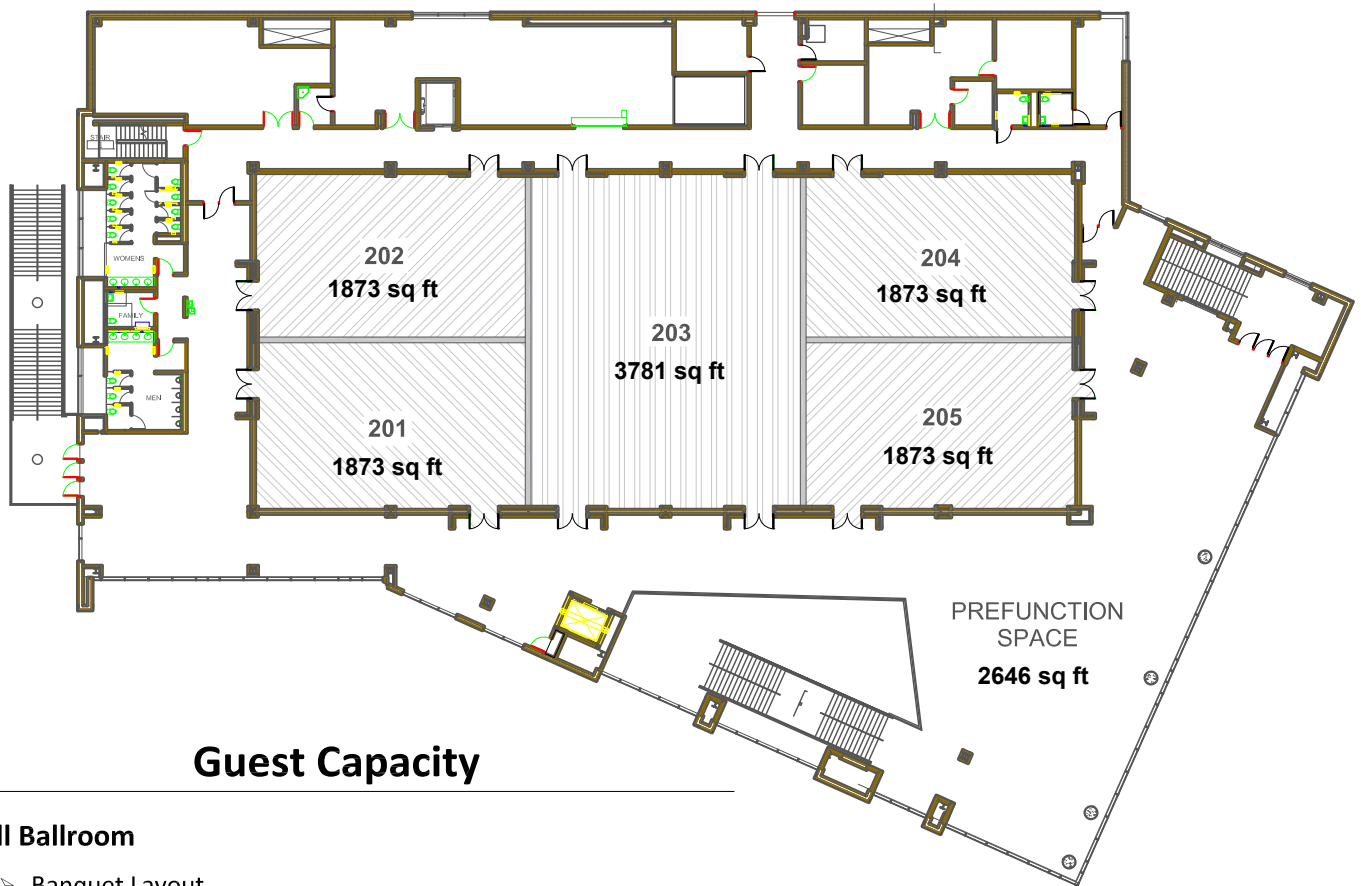 STAIR
WOMENS
FAMILY
MEN
202
1873 sq ft
201
1873 sq ft
203
3781 sq ft
204
1873 sq ft
205
1873 sq ft
PREFUNCTION
SPACE
2646 sq ft
Guest Capacity
ll Ballroom
Banquet Layout